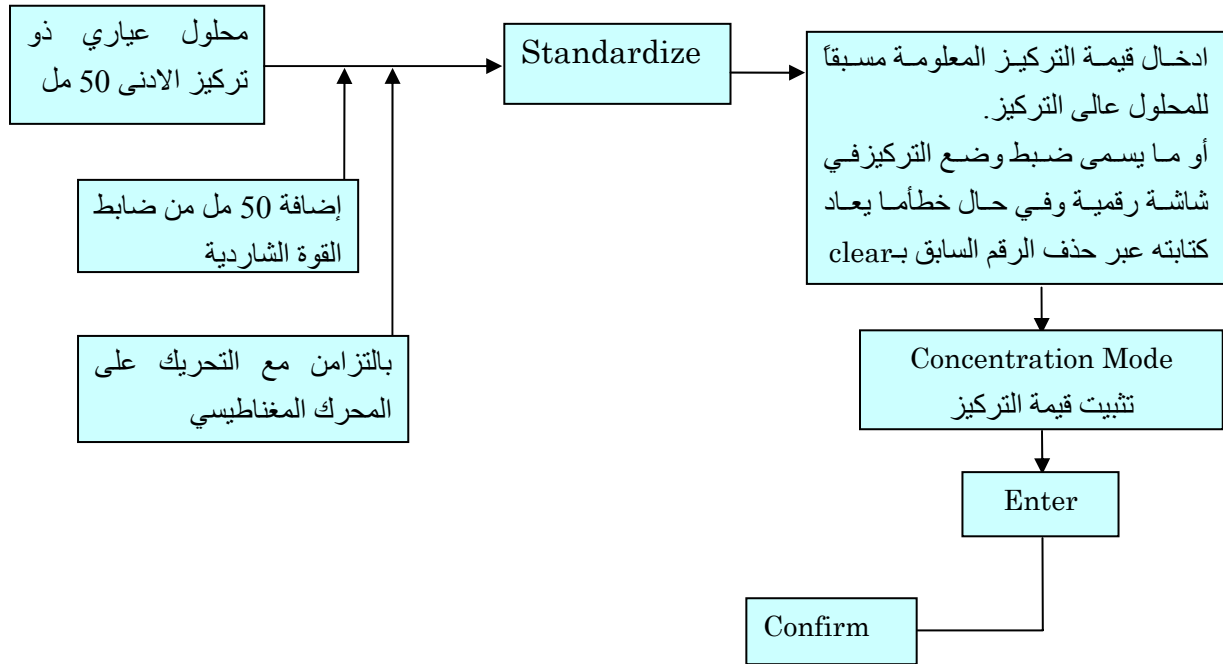 محلول عياري ذو
تركيز الادنى 50 مل
Standardize
ادخال قيمة التركيز المعلومة مسبقاً
للمحلول عالى التركيز.
أو ما يسمى ضبط وضع التركيزفي
شاشة رقمية وفي حال خطأما يعاد
كتابته عبر حذف الرقم السابق بـclear
إضافة 50 مل من ضابط
القوة الشاردية
بالتزامن مع التحريك على
المحرك المغناطيسي
Concentration Mode
تثبيت قيمة التركيز
Enter
Confirm